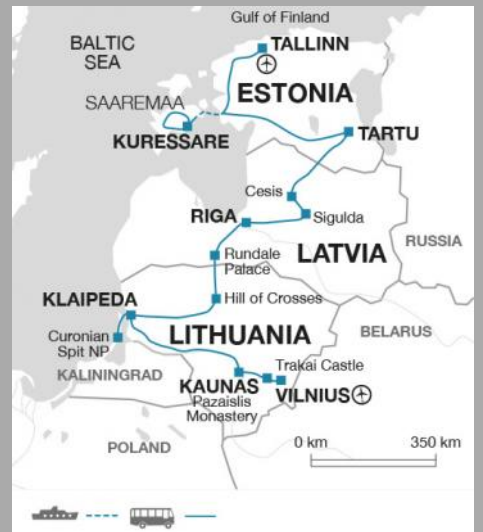 Gulf of Finland
BALTIC
SEA
TALLINN
ESTONIA
SAAREMAA
KURESSARE
TARTU
Cesis
RIGA
Sigulda
LATVIA
RUSSIA
Rundale
Palace
KLAIPEDA
Hill of Crosses
LITHUANIA
BELARUS
Curonian
Spit NP
KALININGRAD
Trakai Castle
KAUNAS
VILNIUS
Pazaislis
Monastery
POLAND
0 km
350 km